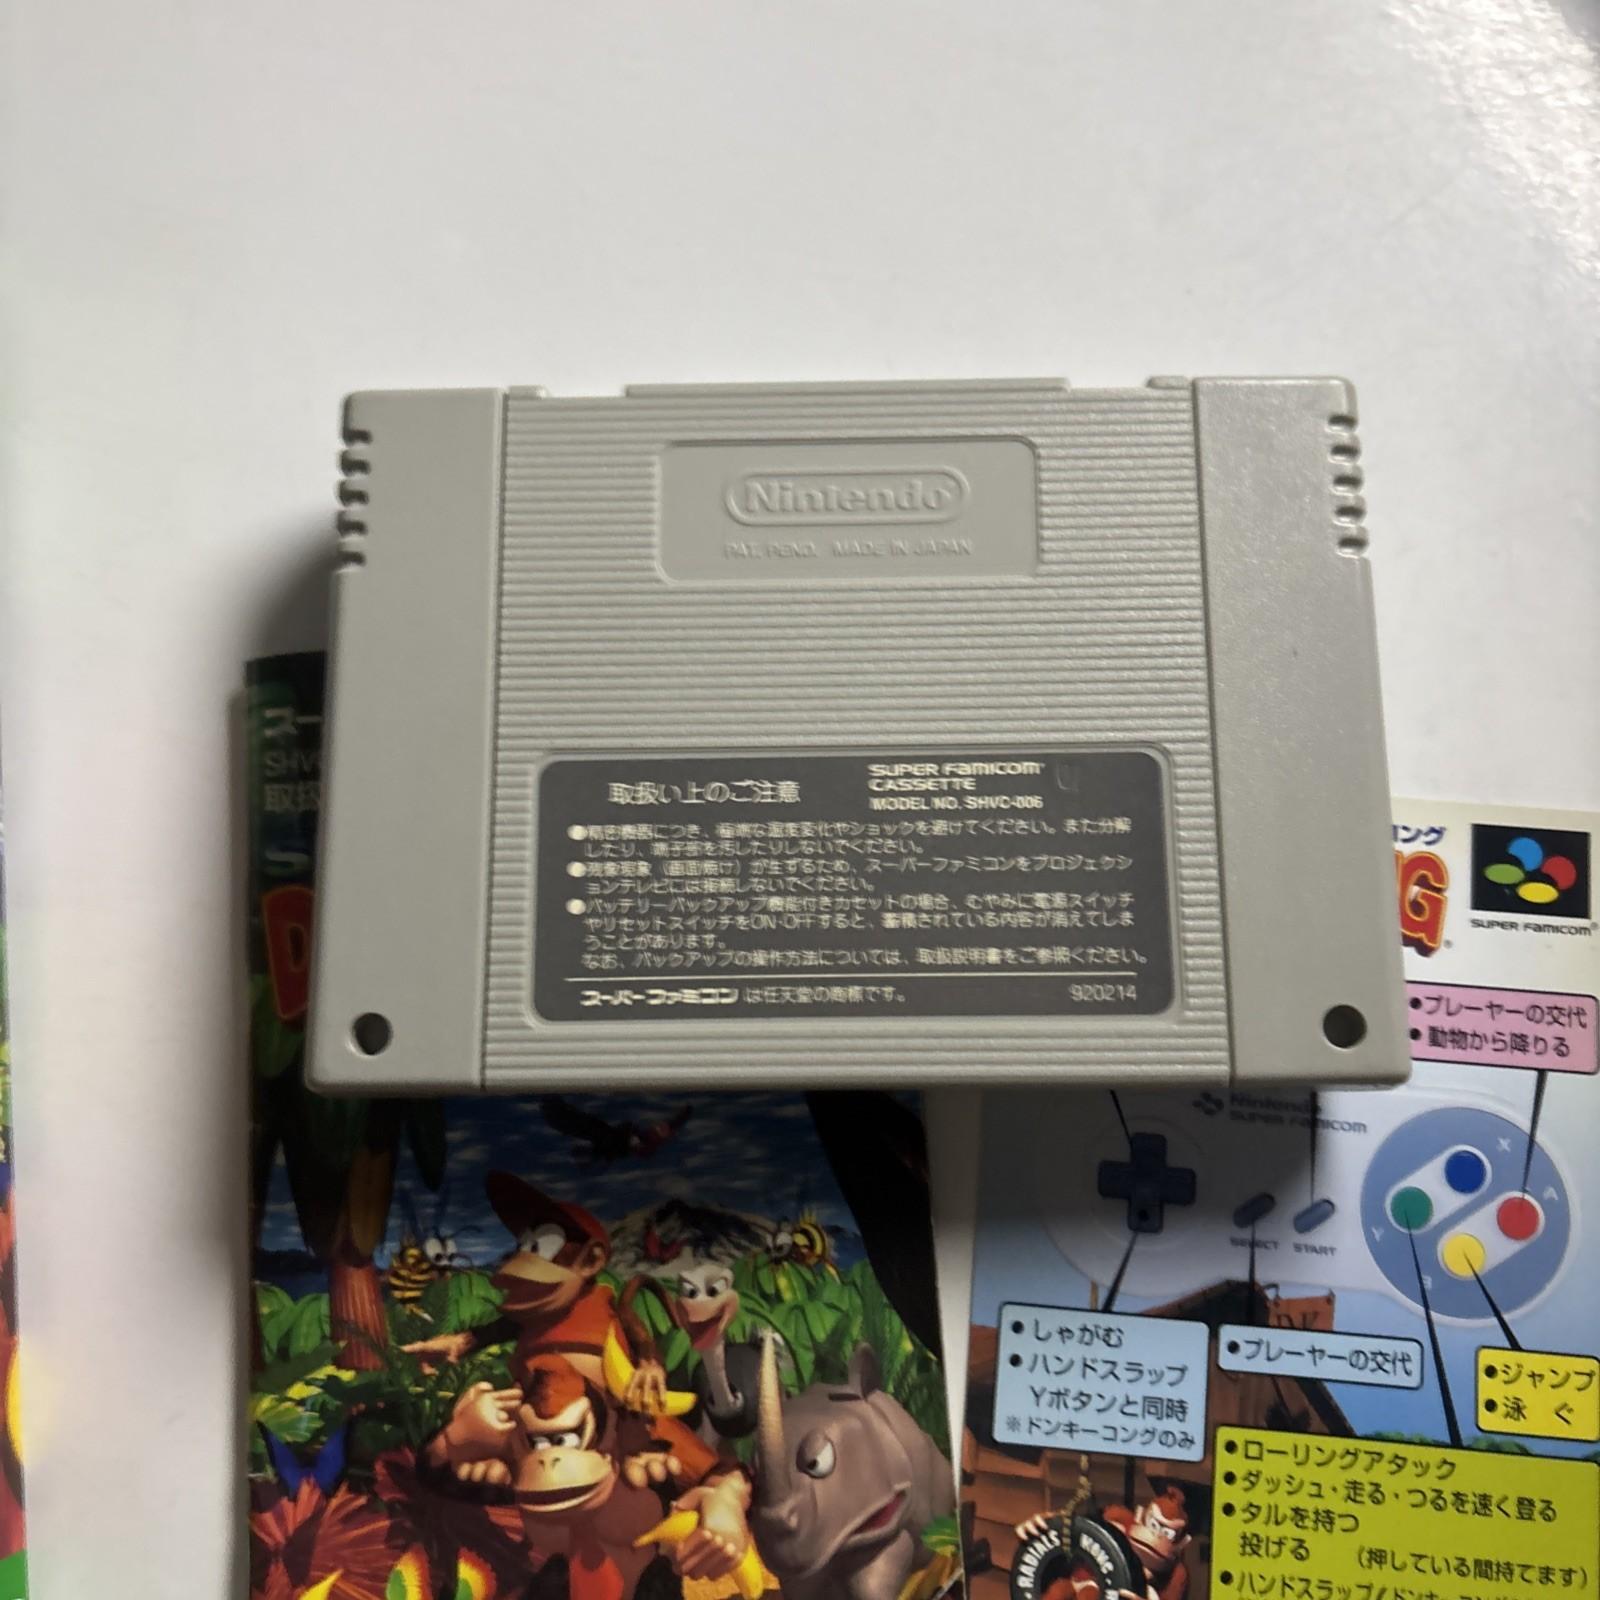 Nintendo
PAT. PEND. MADE IN JAPAN
取扱い上のご注意
SUPER Famicom
CASSETTE
MODEL NO. SHVC-006
●精密機器につき、極端な温度変化やショックを避けてください。また分解
したり、端子部を汚したりしないでください。
●残像現象（画面焼け）が生ずるため、スーパーファミコンをプロジェクシ
ョンテレビには接続しないでください。
●バッテリーバックアップ機能付きカセットの場合、むやみに電源スイッチ
やリセットスイッチをON・OFFすると、蓄積されている内容が消えてしま
うことがあります。
なお、バックアップの操作方法については、取扱説明書をご参照ください。
スーパーファミコンは任天堂の商標です。
920214
スー
SHV
取扱
D
ング
G
SUPER Famicom
•プレーヤーの交代
•動物から降りる
Nintendo
SUPER Famicom
X
Y
SELECT
START
•しゃがむ
•ハンドスラップ
Yボタンと同時
※ドンキーコングのみ
•プレーヤーの交代
•ジャンプ
•泳ぐ
•ローリングアタック
•ダッシュ・走る・つるを速く登る
•タルを持つ
投げる （押している間持てます）
•ハンドスラップ
RADIALS KONG